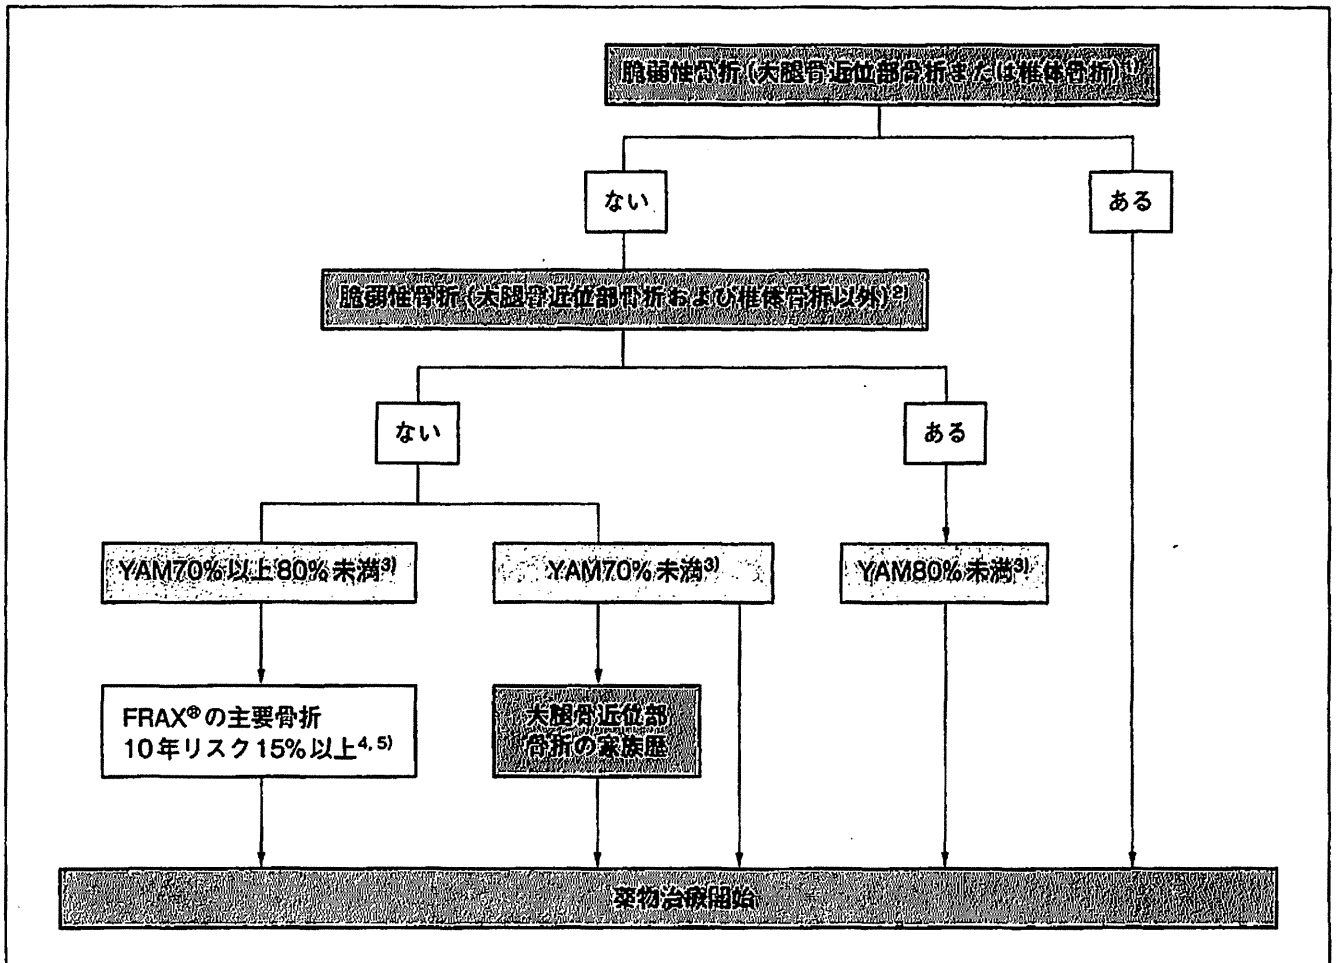 脆弱性骨折(大腿骨近位部骨折または椎体骨折)1)
ない
ある
脆弱性骨折(大腿骨近位部骨折および椎体骨折以外)2)
ない
ある
YAM70%以上80%未満3)
YAM70%未満3)
YAM80%未満3)
FRAX®の主要骨折
10年リスク15%以上4, 5)
大腿骨近位部
骨折の家族歴
薬物治療開始